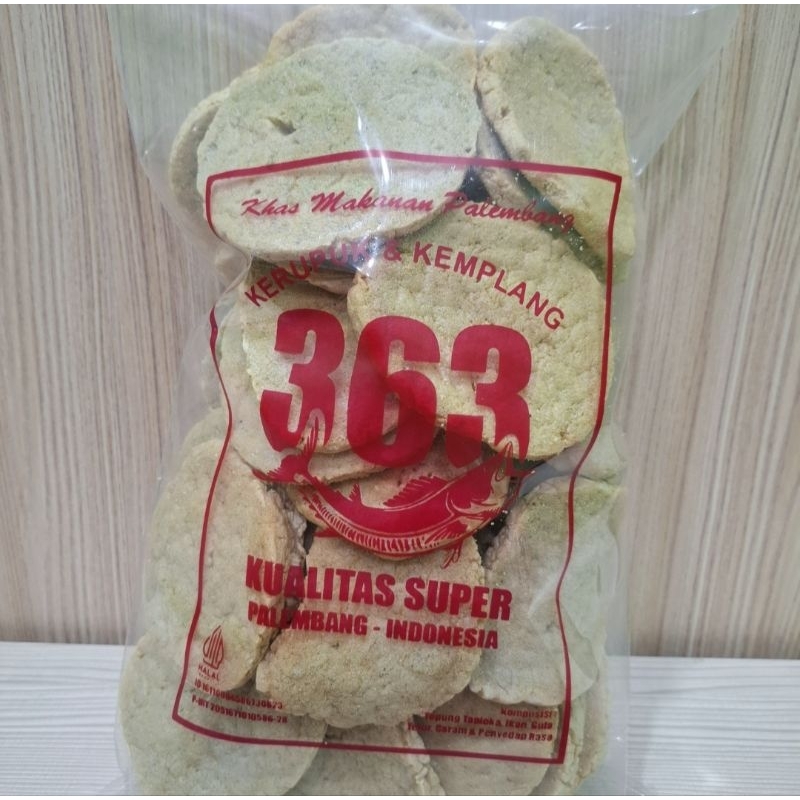 Khas Makanan Palembang
KERUPUK & KEMPLANG
363
KUALITAS SUPER
PALEMBANG - INDONESIA
HALAL
Komposisi:
Tepung Tapioka, Ikan, Gula
Telur, Garam & Penyedap Rasa